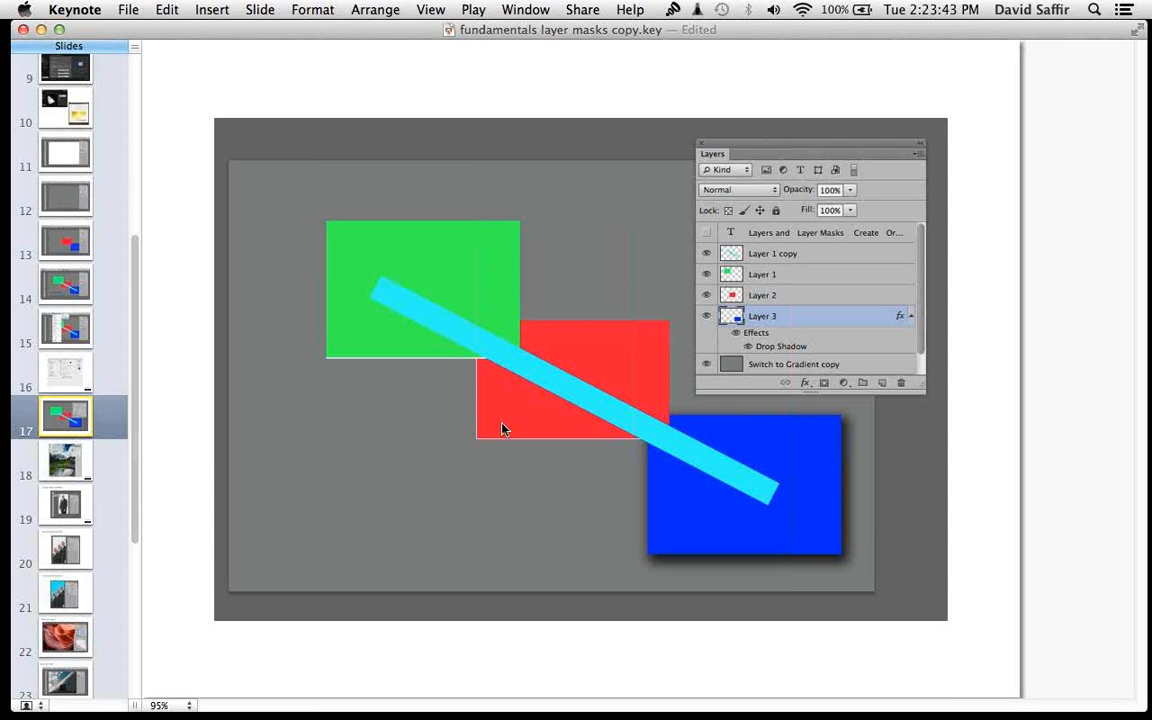 Keynote File Edit Insert Slide Format Arrange View Play Window Share Help 100% Tue 2:23:43 PM David Saffir
fundamentals layer masks copy.key — Edited
Slides
9
10
11
12
13
14
15
16
17
18
19
20
21
22
23
95%
Layers
Kind
Normal Opacity: 100%
Lock: Fill: 100%
T Layers and Layer Masks Create Or...
Layer 1 copy
Layer 1
Layer 2
Layer 3 fx
Effects
Drop Shadow
Switch to Gradient copy
fx